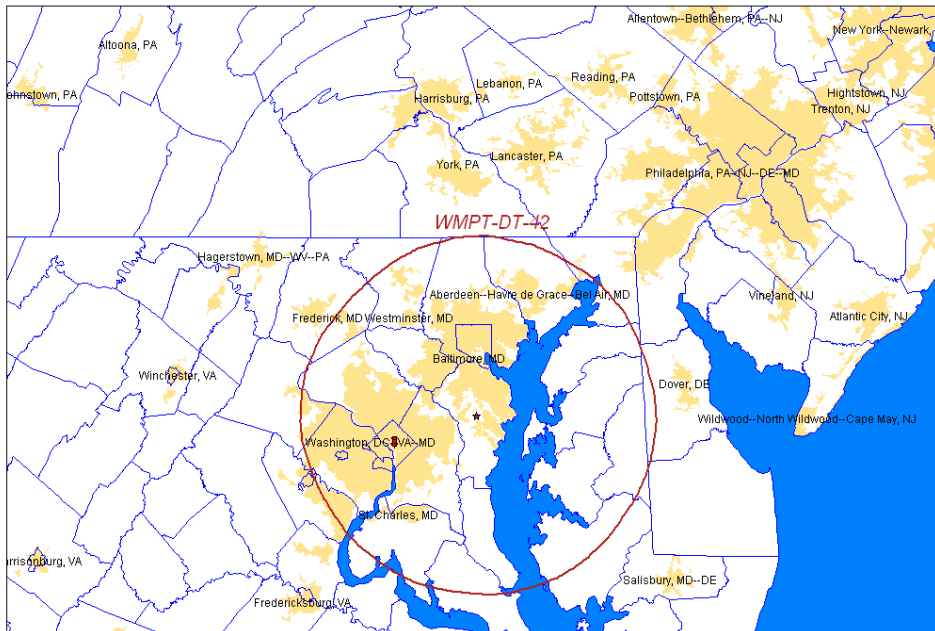 Allentown--Bethlehem, PA--NJ
New York--Newark,
Altoona, PA
Reading, PA
Lebanon, PA
Hightstown, NJ
ohnstown, PA
Harrisburg, PA
Pottstown, PA
Trenton, NJ
York, PA
Lancaster, PA
Philadelphia, PA--NJ--DE--MD
WMPT-DT-42
Hagerstown, MD--WV--PA
Aberdeen--Havre de Grace--Bel Air, MD
Vineland, NJ
Frederick, MD
Westminster, MD
Atlantic City, NJ
Baltimore, MD
Winchester, VA
Dover, DE
Wildwood--North Wildwood--Cape May, NJ
Washington, DC--VA--MD
St. Charles, MD
arrisonburg, VA
Salisbury, MD--DE
Fredericksburg, VA